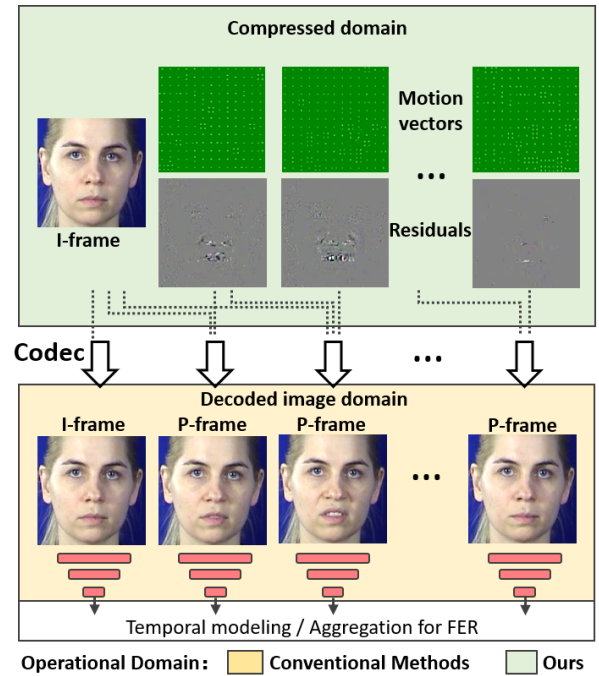 Compressed domain
Motion
vectors
...
I-frame
Residuals
Codec
...
Decoded image domain
I-frame
P-frame
P-frame
P-frame
...
Temporal modeling / Aggregation for FER
Operational Domain:
Conventional Methods
Ours